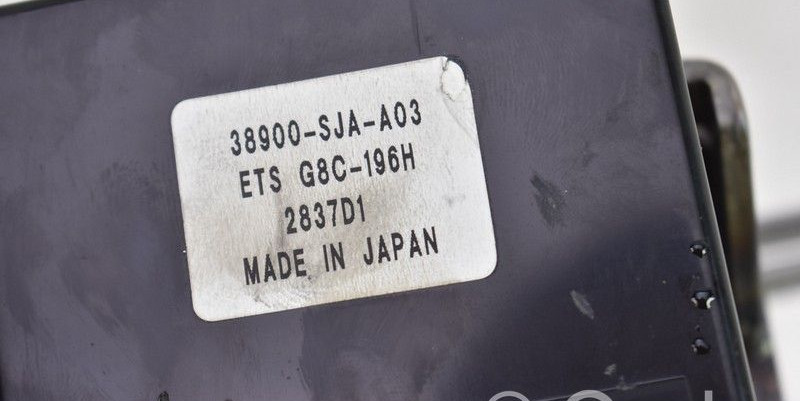 38900-SJA-A03
ETS G8C-196H
2837D1
MADE IN JAPAN